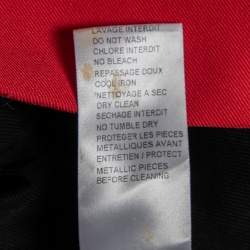 LAVAGE INTERDIT
DO NOT WASH
CHLORE INTERDIT
NO BLEACH
REPASSAGE DOUX
COOL IRON
NETTOYAGE A SEC
DRY CLEAN
SECHAGE INTERDIT
NO TUMBLE DRY
PROTEGER LES PIECES
METALLIQUES AVANT
ENTRETIEN / PROTECT
METALLIC PIECES
BEFORE CLEANING